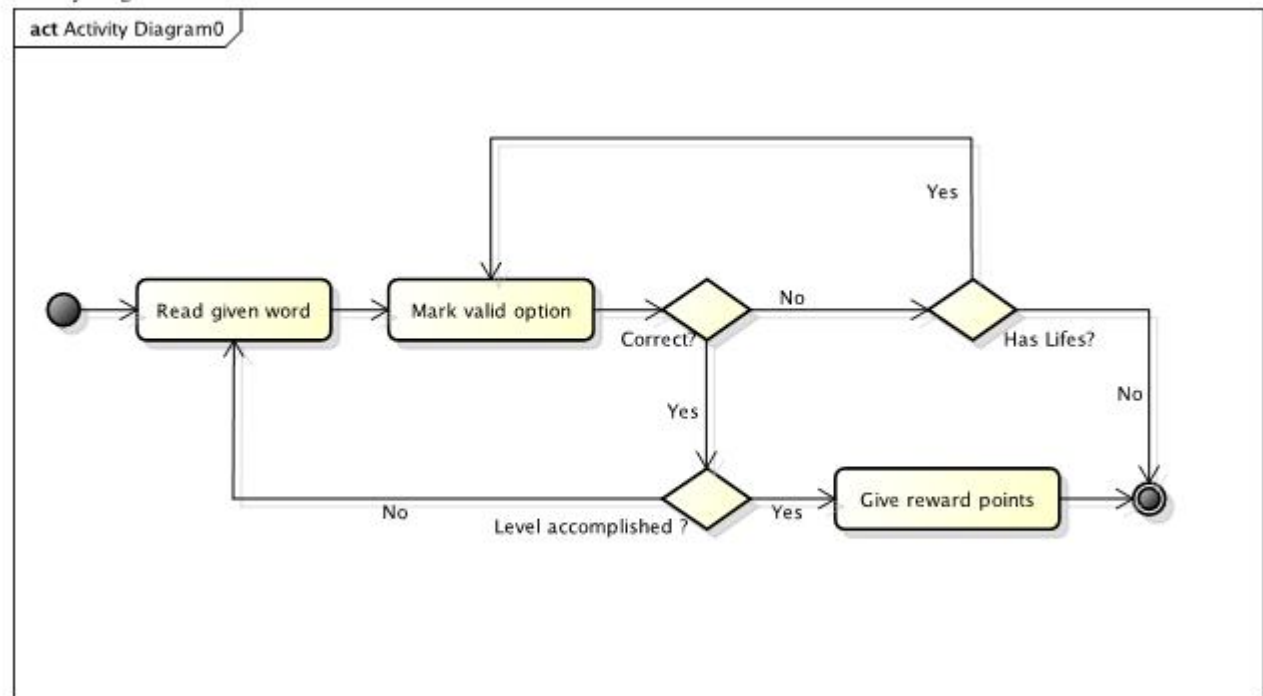 act Activity Diagram0
Yes
Read given word
Mark valid option
No
Correct?
Has Lifes?
No
Yes
Give reward points
No
Yes
Level accomplished ?